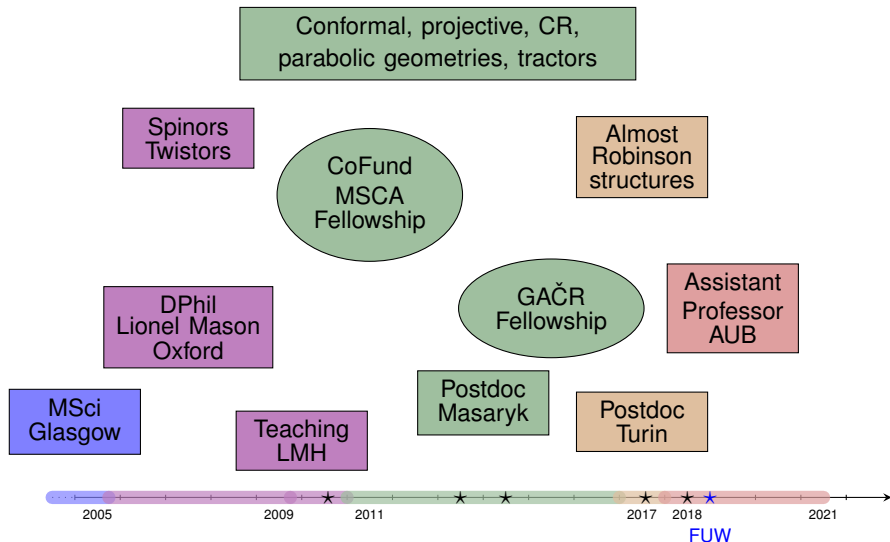 Conformal, projective, CR,
parabolic geometries, tractors
Spinors
Twistors
CoFund
MSCA
Fellowship
Almost
Robinson
structures
DPhil
Lionel Mason
Oxford
GAČR
Fellowship
Assistant
Professor
AUB
MSci
Glasgow
Teaching
LMH
Postdoc
Masaryk
Postdoc
Turin
2005
2009
2011
2017
2018
2021
FUW